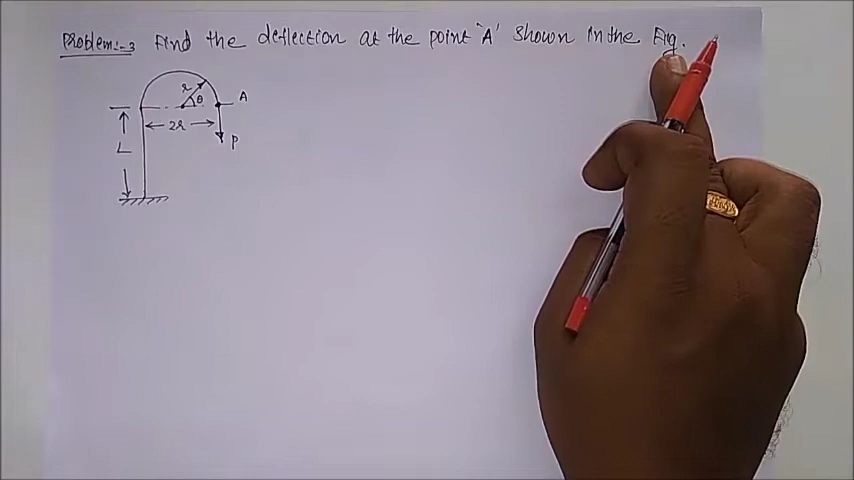 Problem:-3 Find the deflection at the point 'A' shown in the Fig.
r
θ
A
2r
L
P